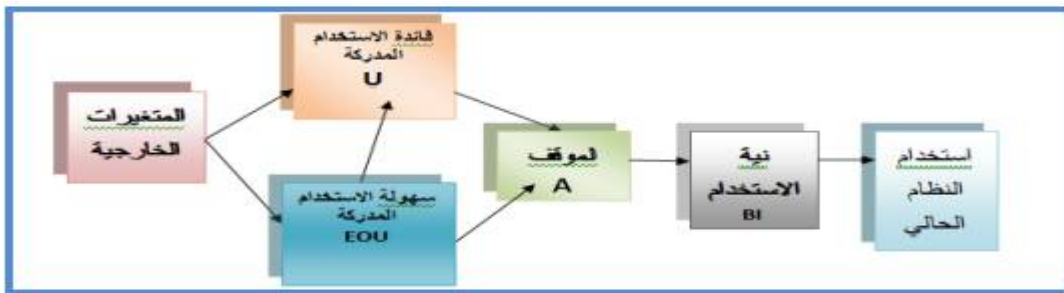 المتغيرات
الخارجية
فائدة الاستخدام
المدركة
U
سهولة الاستخدام
المدركة
EOU
الموقف
A
نية
الاستخدام
BI
استخدام
النظام
الحالي